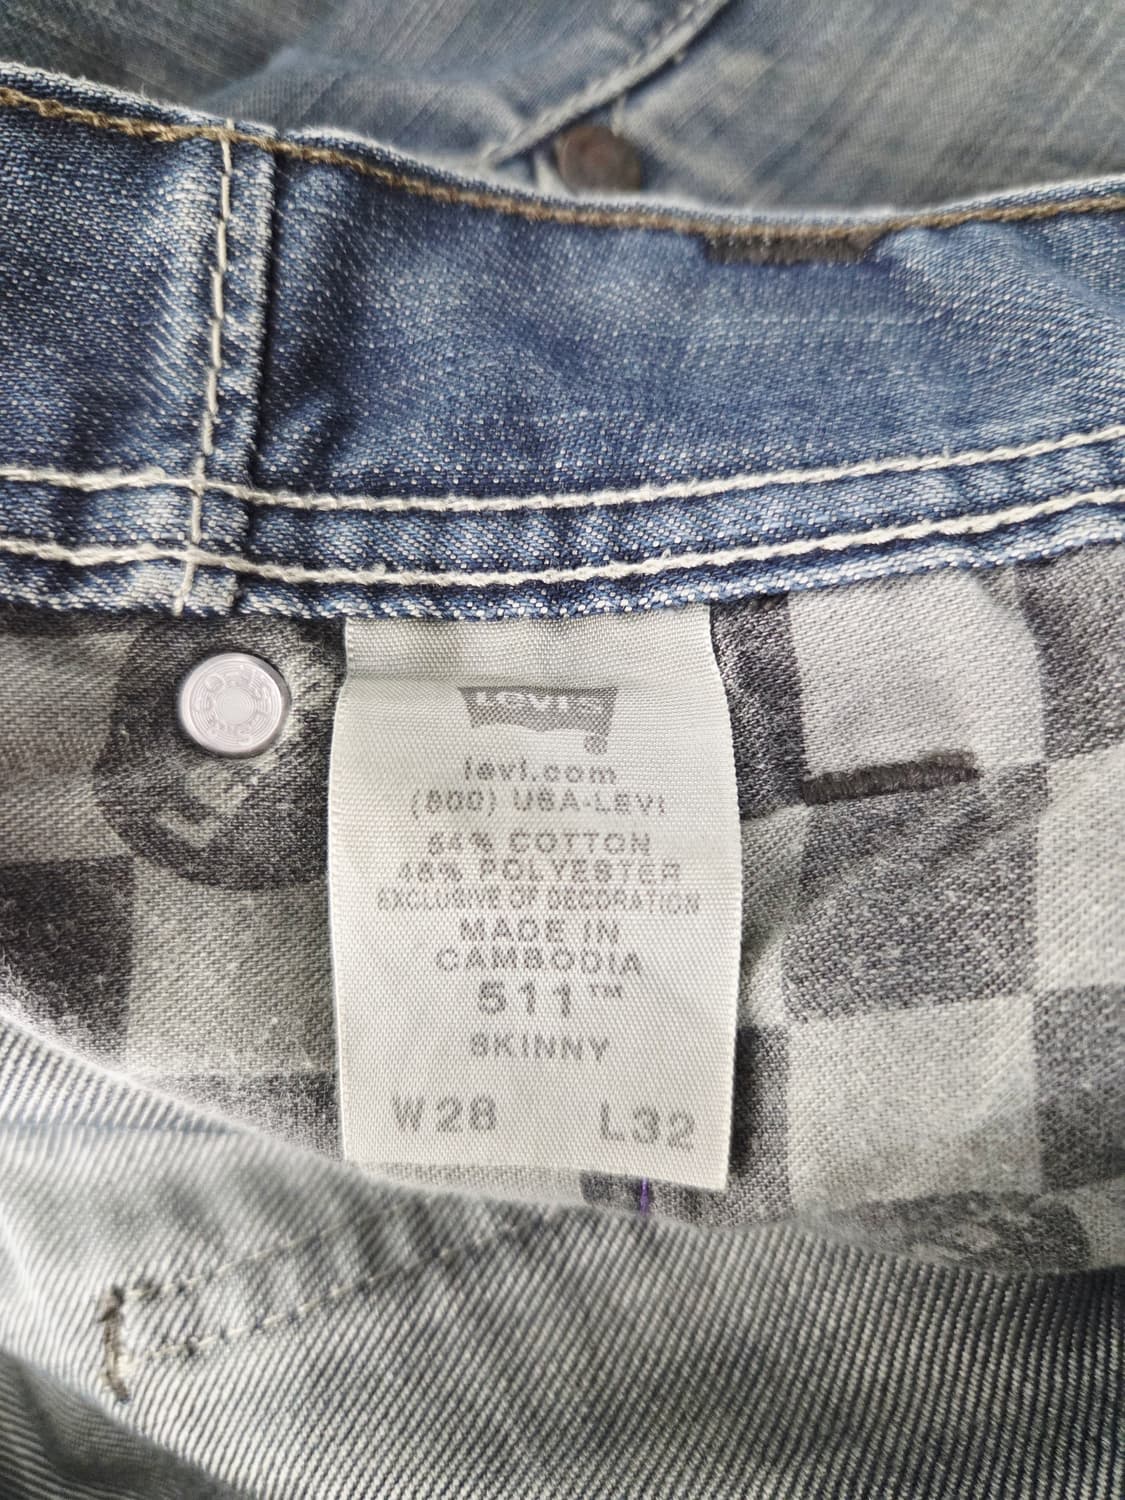 LEVI'S
®
levi.com
(800) USA-LEVI
54% COTTON
46% POLYESTER
EXCLUSIVE OF DECORATION
MADE IN
CAMBODIA
511™
SKINNY
W28 L32